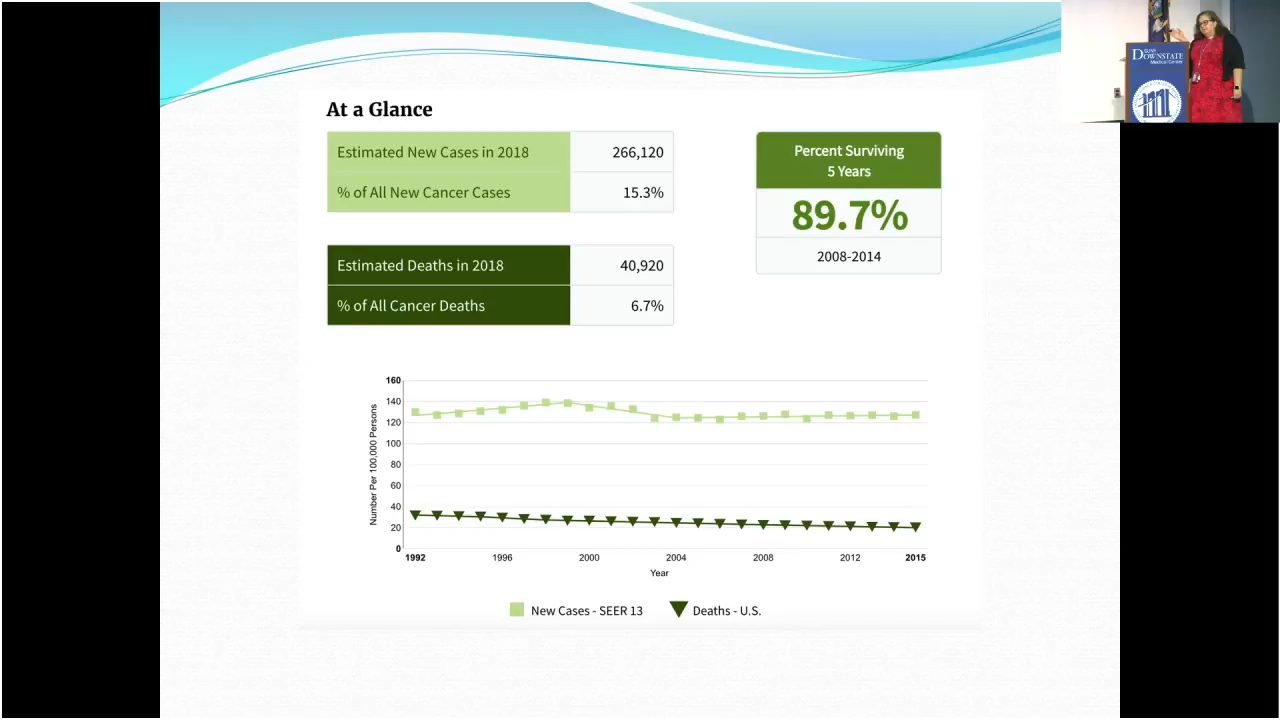 At a Glance
Estimated New Cases in 2018
266,120
% of All New Cancer Cases
15.3%
Percent Surviving
5 Years
89.7%
2008-2014
Estimated Deaths in 2018
40,920
% of All Cancer Deaths
6.7%
Number Per 100,000 Persons
160
140
120
100
80
60
40
20
0
1992
1996
2000
2004
2008
2012
2015
Year
New Cases - SEER 13
Deaths - U.S.
SUNY
DOWNSTATE
Medical Center